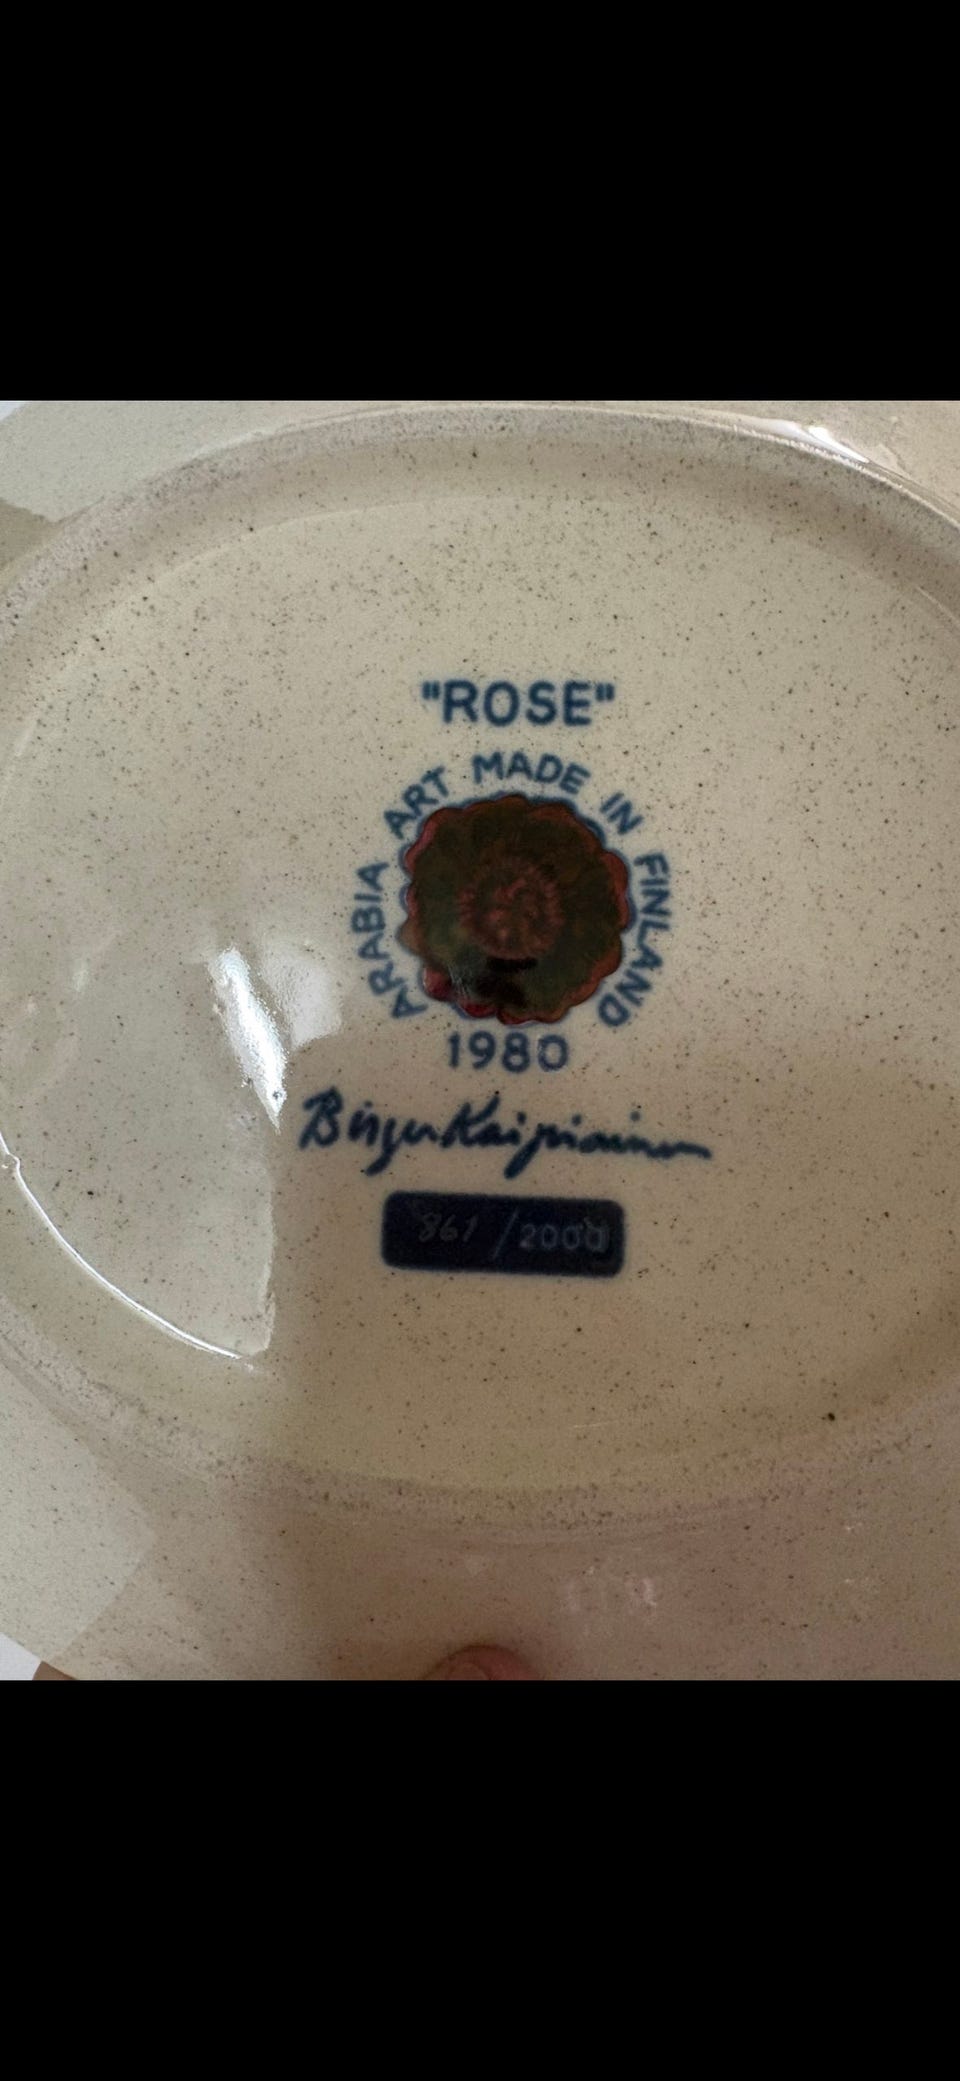 "ROSE"
ARABIA ART MADE IN FINLAND
1980
Birger Kaipiainen
861 / 2000